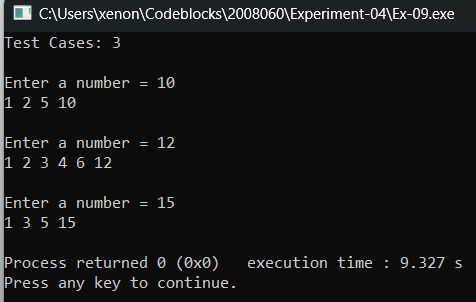 C:\Users\xenon\Codeblocks\2008060\Experiment-04\Ex-09.exe
Test Cases: 3
Enter a number = 10
1 2 5 10
Enter a number = 12
1 2 3 4 6 12
Enter a number = 15
1 3 5 15
Process returned 0 (0x0)   execution time : 9.327 s
Press any key to continue.